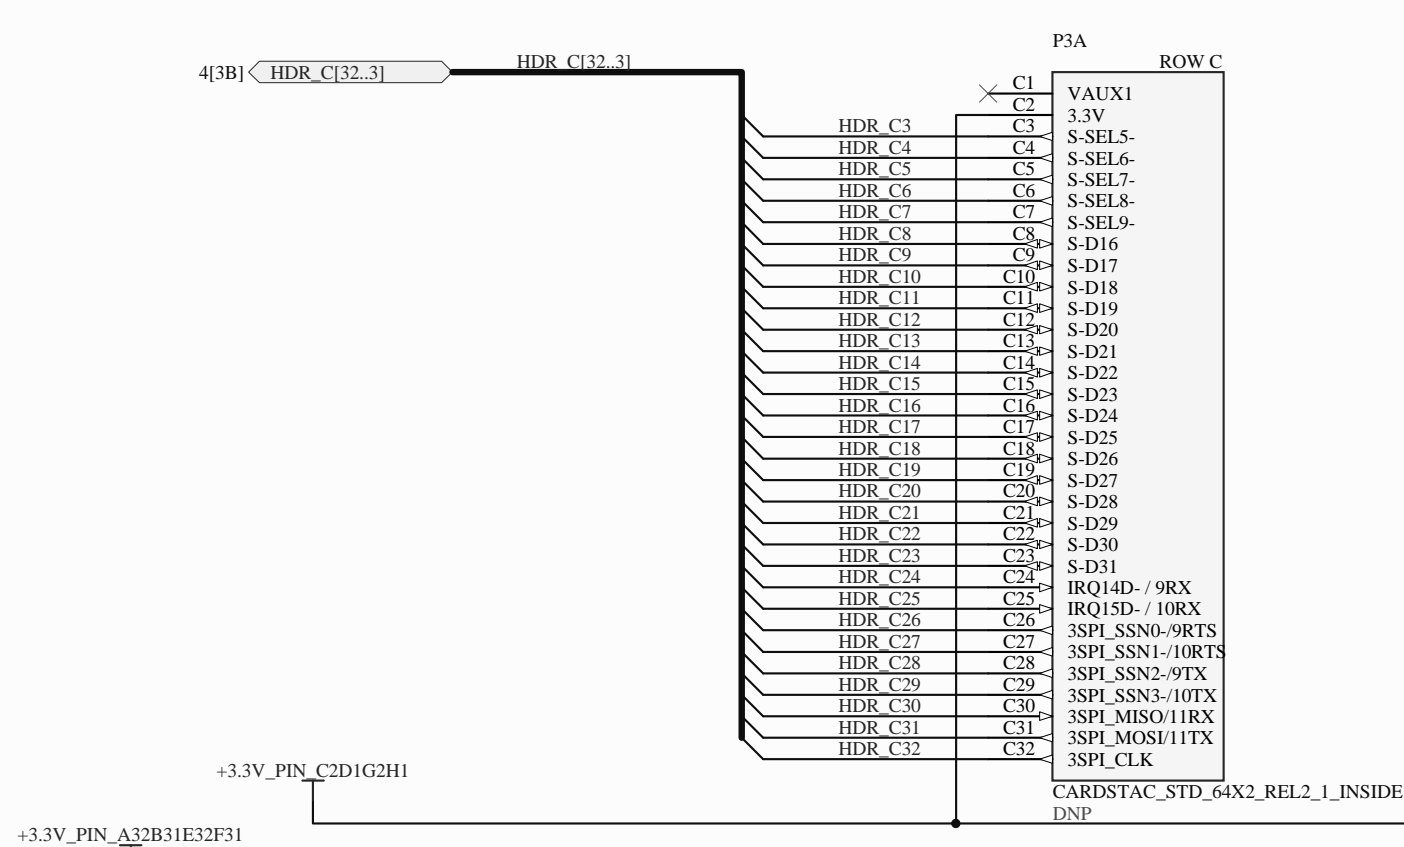 P3A
ROW C
4[3B] HDR_C[32..3] HDR_C[32..3]
C1 VAUX1
C2 3.3V
HDR_C3 C3 S-SEL5-
HDR_C4 C4 S-SEL6-
HDR_C5 C5 S-SEL7-
HDR_C6 C6 S-SEL8-
HDR_C7 C7 S-SEL9-
HDR_C8 C8 S-D16
HDR_C9 C9 S-D17
HDR_C10 C10 S-D18
HDR_C11 C11 S-D19
HDR_C12 C12 S-D20
HDR_C13 C13 S-D21
HDR_C14 C14 S-D22
HDR_C15 C15 S-D23
HDR_C16 C16 S-D24
HDR_C17 C17 S-D25
HDR_C18 C18 S-D26
HDR_C19 C19 S-D27
HDR_C20 C20 S-D28
HDR_C21 C21 S-D29
HDR_C22 C22 S-D30
HDR_C23 C23 S-D31
HDR_C24 C24 IRQ14D- / 9RX
HDR_C25 C25 IRQ15D- / 10RX
HDR_C26 C26 3SPI_SSN0-/9RTS
HDR_C27 C27 3SPI_SSN1-/10RTS
HDR_C28 C28 3SPI_SSN2-/9TX
HDR_C29 C29 3SPI_SSN3-/10TX
HDR_C30 C30 3SPI_MISO/11RX
HDR_C31 C31 3SPI_MOSI/11TX
HDR_C32 C32 3SPI_CLK
+3.3V_PIN_C2D1G2H1
CARDSTAC_STD_64X2_REL2_1_INSIDE
DNP
+3.3V_PIN_A32B31E32F31